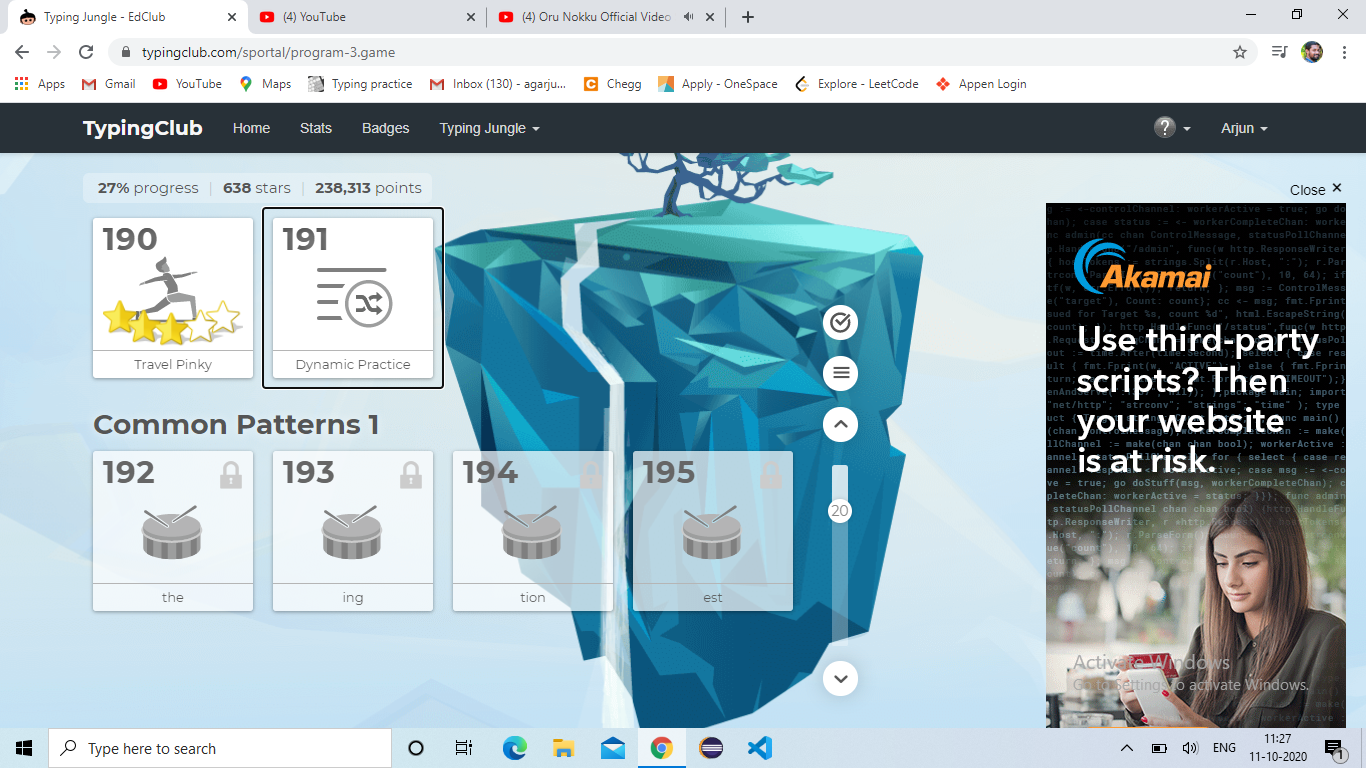 Typing Jungle - EdClub
(4) YouTube
(4) Oru Nokku Official Video
typingclub.com/sportal/program-3.game
Apps
Gmail
YouTube
Maps
Typing practice
Inbox (130) - agarju...
Chegg
Apply - OneSpace
Explore - LeetCode
Appen Login
TypingClub
Home
Stats
Badges
Typing Jungle
?
Arjun
27% progress | 638 stars | 238,313 points
Close ×
190
Travel Pinky
191
Dynamic Practice
Common Patterns 1
192
the
193
ing
194
tion
195
est
20
Akamai
Use third-party
scripts? Then
your website
is at risk.
Activate Windows
Go to Settings to activate Windows.
Type here to search
ENG
11:27
11-10-2020
1